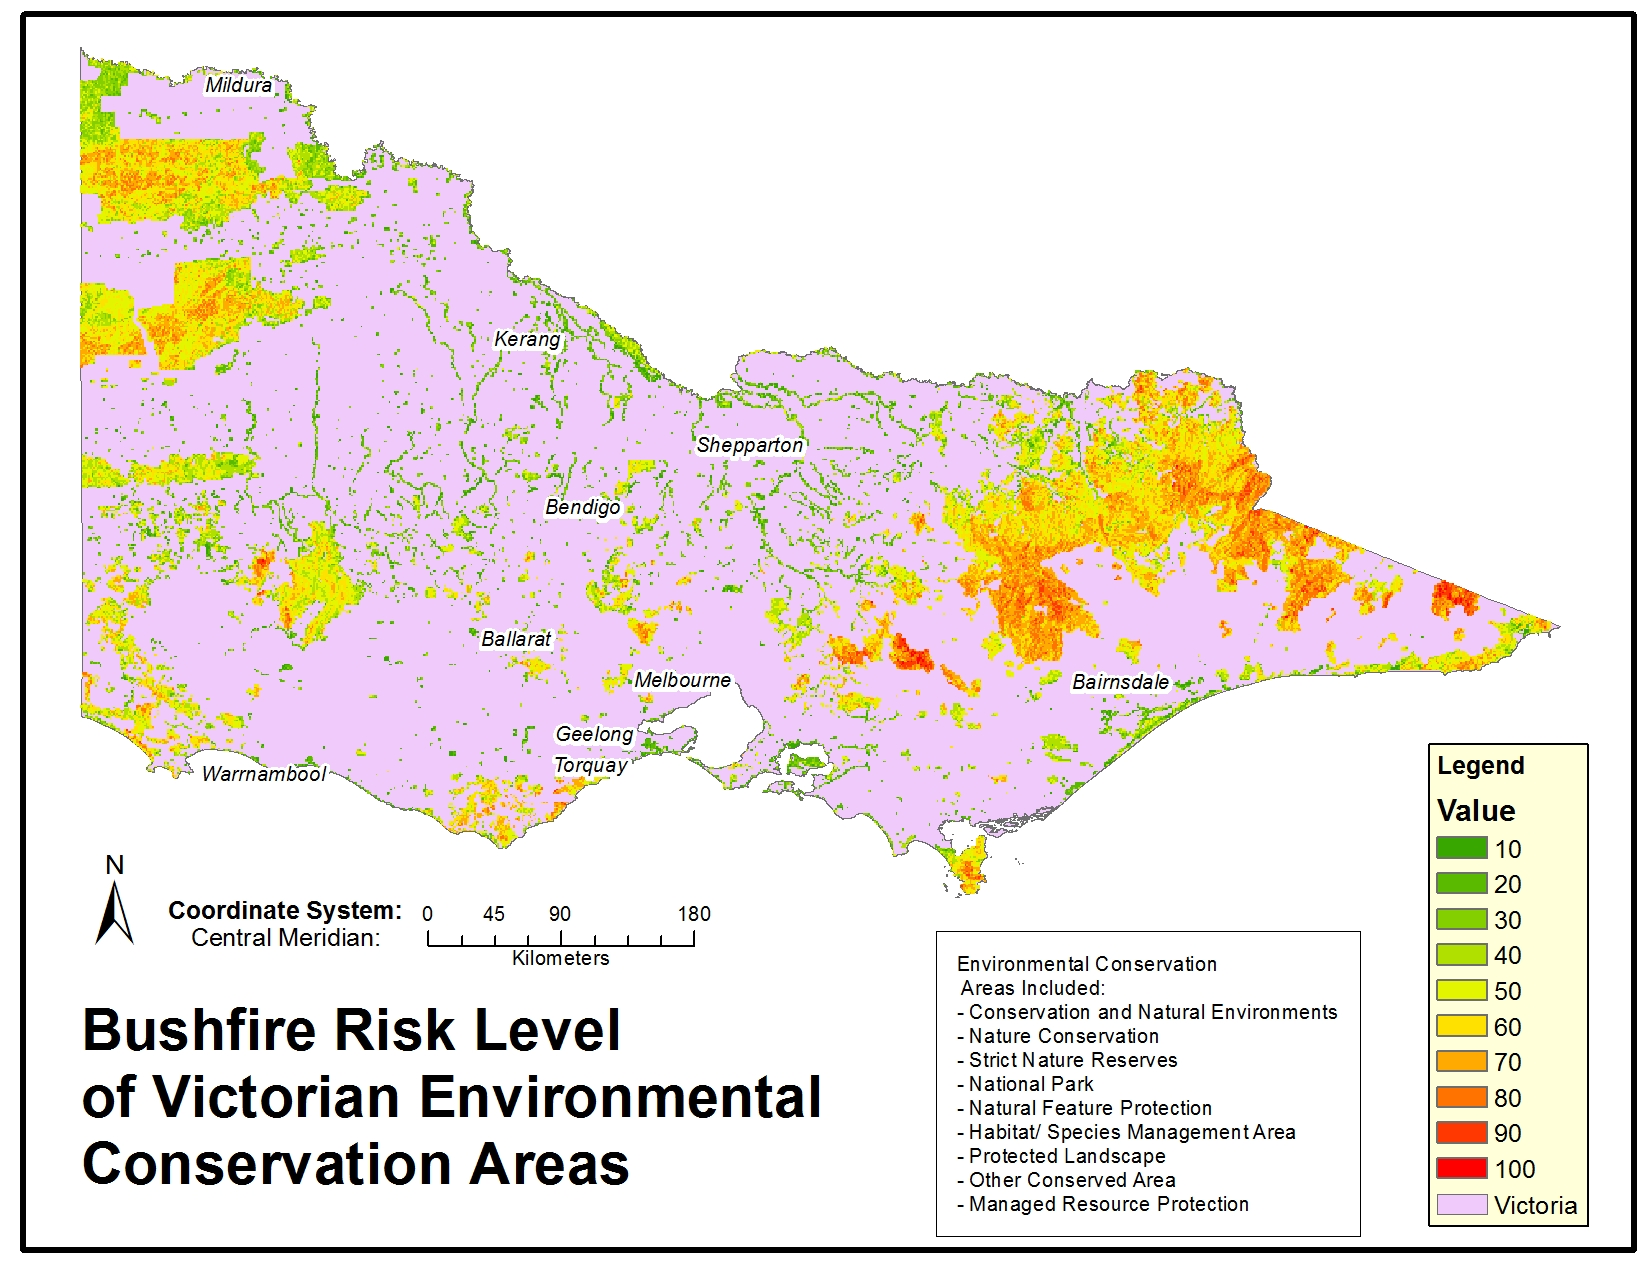 Mildura
Kerang
Shepparton
Bendigo
Ballarat
Melbourne
Bairnsdale
Geelong
Torquay
Warrnambool
N
Coordinate System:
Central Meridian:
0 45 90 180
Kilometers
Bushfire Risk Level
of Victorian Environmental
Conservation Areas
Environmental Conservation
Areas Included:
- Conservation and Natural Environments
- Nature Conservation
- Strict Nature Reserves
- National Park
- Natural Feature Protection
- Habitat/ Species Management Area
- Protected Landscape
- Other Conserved Area
- Managed Resource Protection
Legend
Value
10
20
30
40
50
60
70
80
90
100
Victoria